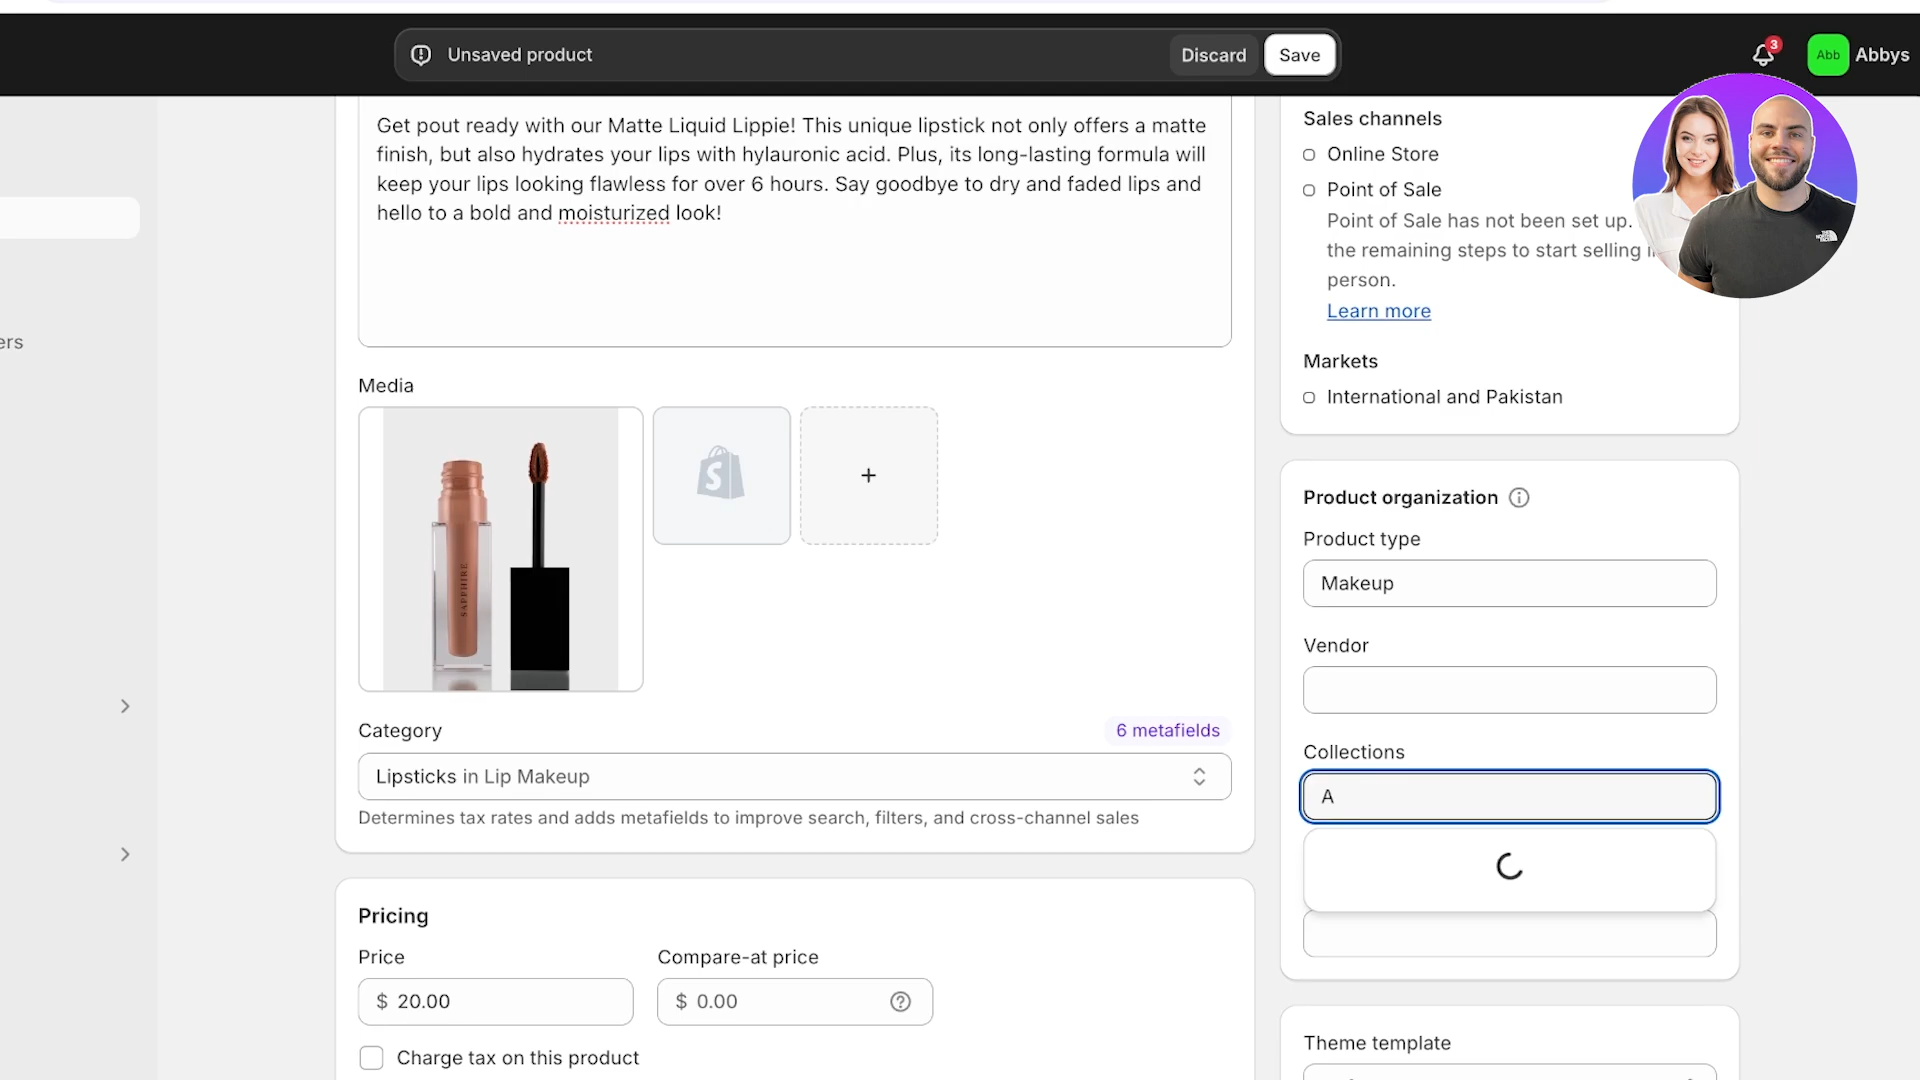 Unsaved product
Discard
Save
3
Abb
Abbys
Get pout ready with our Matte Liquid Lippie! This unique lipstick not only offers a matte
finish, but also hydrates your lips with hylauronic acid. Plus, its long-lasting formula will
keep your lips looking flawless for over 6 hours. Say goodbye to dry and faded lips and
hello to a bold and moisturized look!
Media
SAPPHIRE
S
+
Category
6 metafields
Lipsticks in Lip Makeup
Determines tax rates and adds metafields to improve search, filters, and cross-channel sales
Pricing
Price
Compare-at price
$ 20.00
$ 0.00
Charge tax on this product
ers
Sales channels
Online Store
Point of Sale
Point of Sale has not been set up.
the remaining steps to start selling
person.
Learn more
Markets
International and Pakistan
Product organization
Product type
Makeup
Vendor
Collections
A
Theme template